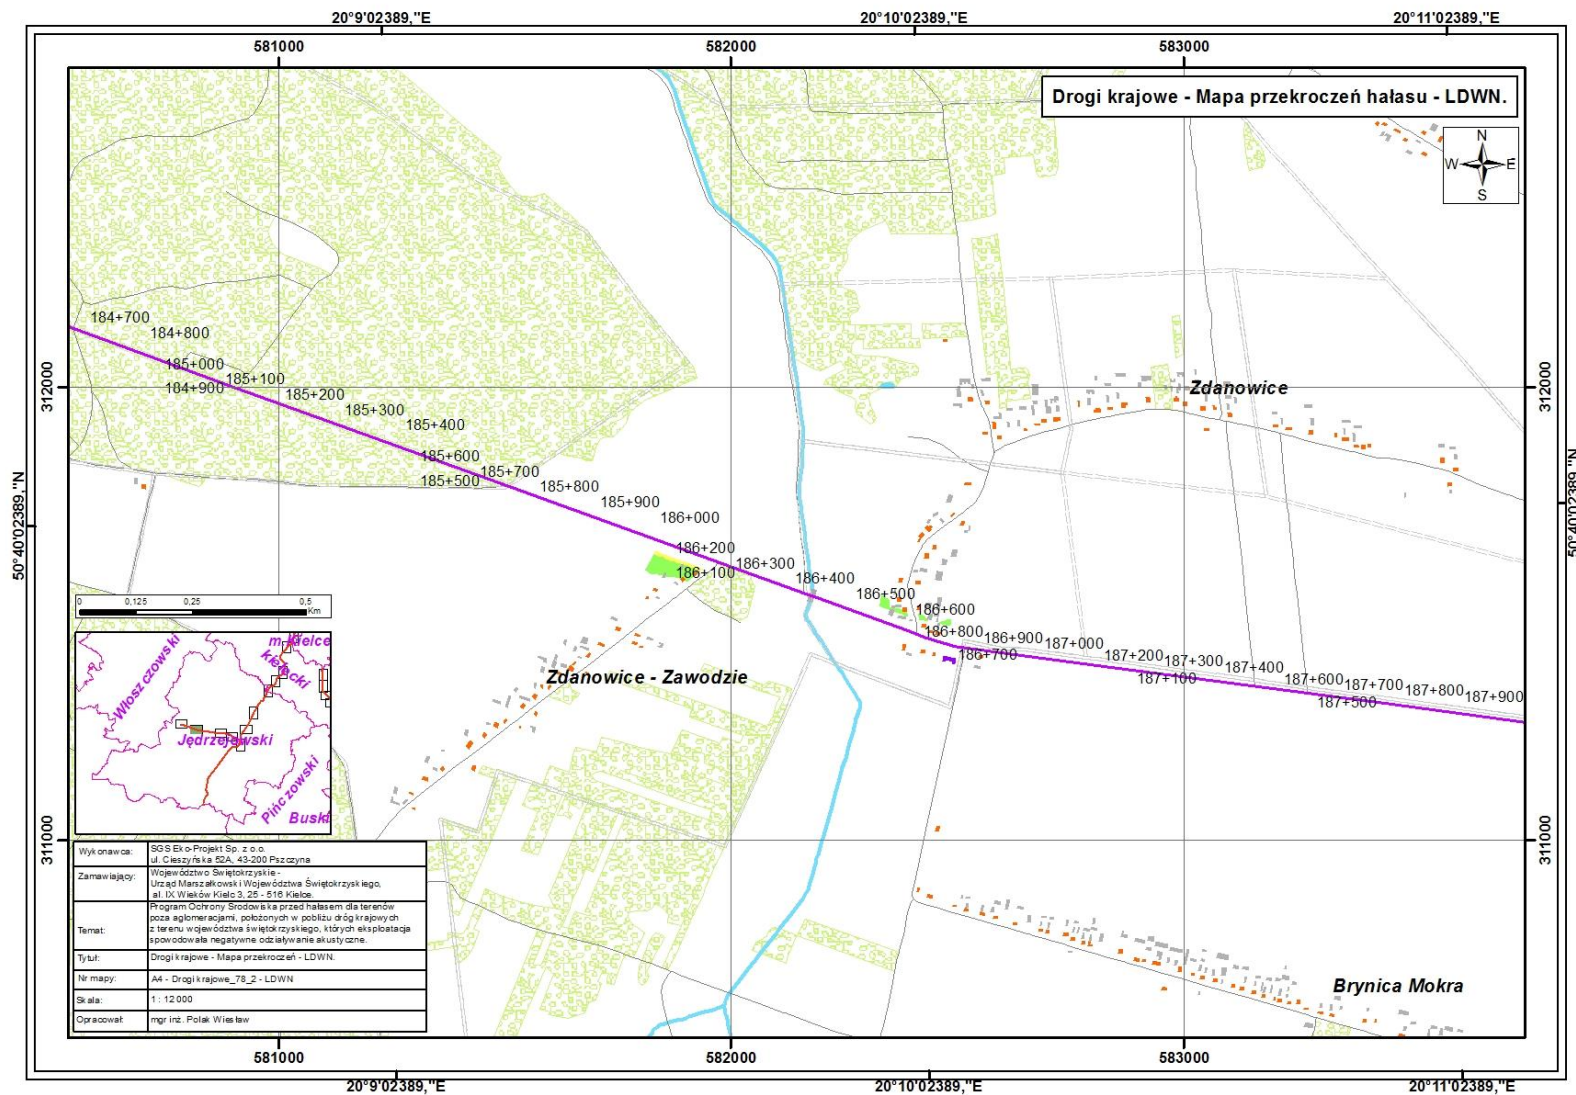 20°9'02389,"E
20°10'02389,"E
20°11'02389,"E
581000
582000
583000
Drogi krajowe - Mapa przekroczeń hałasu - LDWN.
N
W
E
S
184+700
184+800
185+000
184+900
185+100
185+200
185+300
185+400
185+600
185+500
185+700
185+800
185+900
186+000
186+200
186+100
186+300
186+400
186+500
186+600
186+800
186+700
186+900
187+000
187+200
187+100
187+300
187+400
187+600
187+500
187+700
187+800
187+900
312000
312000
Zdanowice
50°40'02389,"N
50°40'02389,"N
0
0,125
0,25
0,5
Km
Zdanowice - Zawodzie
m. Kielce
kielecki
Włoszczowski
Jędrzejowski
Pińczowski
Buski
311000
311000
Brynica Mokra
Wykonawca:
SGS Eko-Projekt Sp. z o.o.
ul. Cieszyńska 52A, 43-200 Pszczyna
Zamawiający:
Województwo Świętokrzyskie -
Urząd Marszałkowski Województwa Świętokrzyskiego,
al. IX Wieków Kielc 3, 25 - 516 Kielce.
Temat:
Program Ochrony Środowiska przed hałasem dla terenów
poza aglomeracjami, położonych w pobliżu dróg krajowych
z terenu województwa świętokrzyskiego, których eksploatacja
spowodowała negatywne oddziaływanie akustyczne.
Tytuł:
Drogi krajowe - Mapa przekroczeń - LDWN.
Nr mapy:
A4 - Drogi krajowe_78_2 - LDWN
Skala:
1 : 12 000
Opracował:
mgr inż. Polak Wiesław
581000
582000
583000
20°9'02389,"E
20°10'02389,"E
20°11'02389,"E